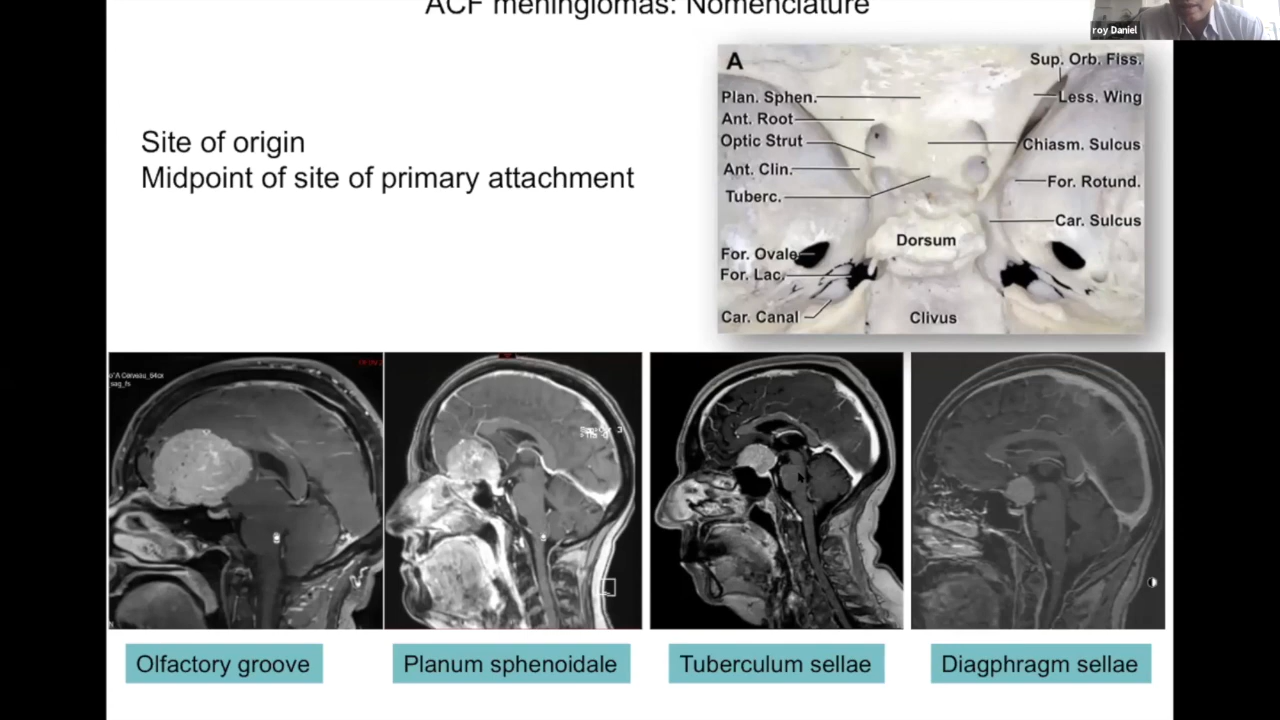 ACF meningiomas: Nomenclature
roy Daniel
Site of origin
Midpoint of site of primary attachment
A
Sup. Orb. Fiss.
Plan. Sphen.
Less. Wing
Ant. Root
Optic Strut
Chiasm. Sulcus
Ant. Clin.
For. Rotund.
Tuberc.
Car. Sulcus
Dorsum
For. Ovale
For. Lac.
Car. Canal
Clivus
Olfactory groove
Planum sphenoidale
Tuberculum sellae
Diagphragm sellae